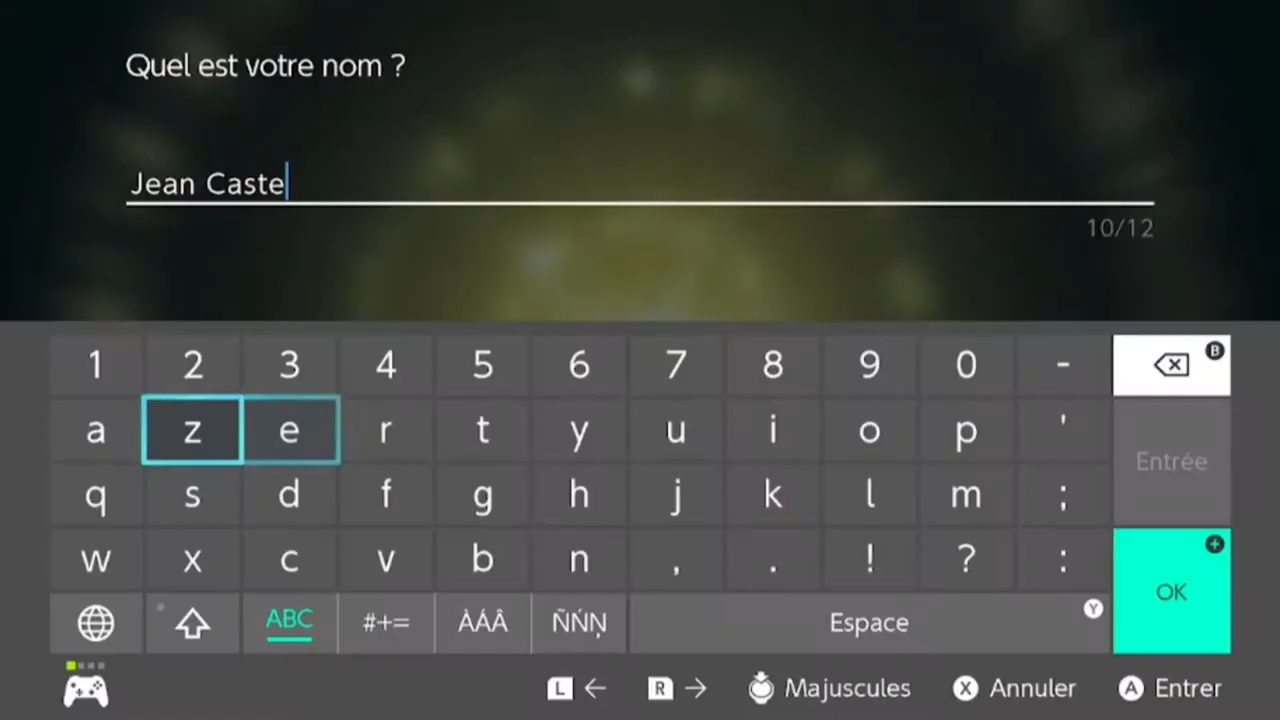 Quel est votre nom ?
Jean Caste
10/12
1 2 3 4 5 6 7 8 9 0 - B
a z e r t y u i o p '
Entrée
q s d f g h j k l m ;
w x c v b n , . ! ? : + OK
ABC #+= ÀÁÂ ÑŃŅ Espace Y
L ← R → Majuscules X Annuler A Entrer